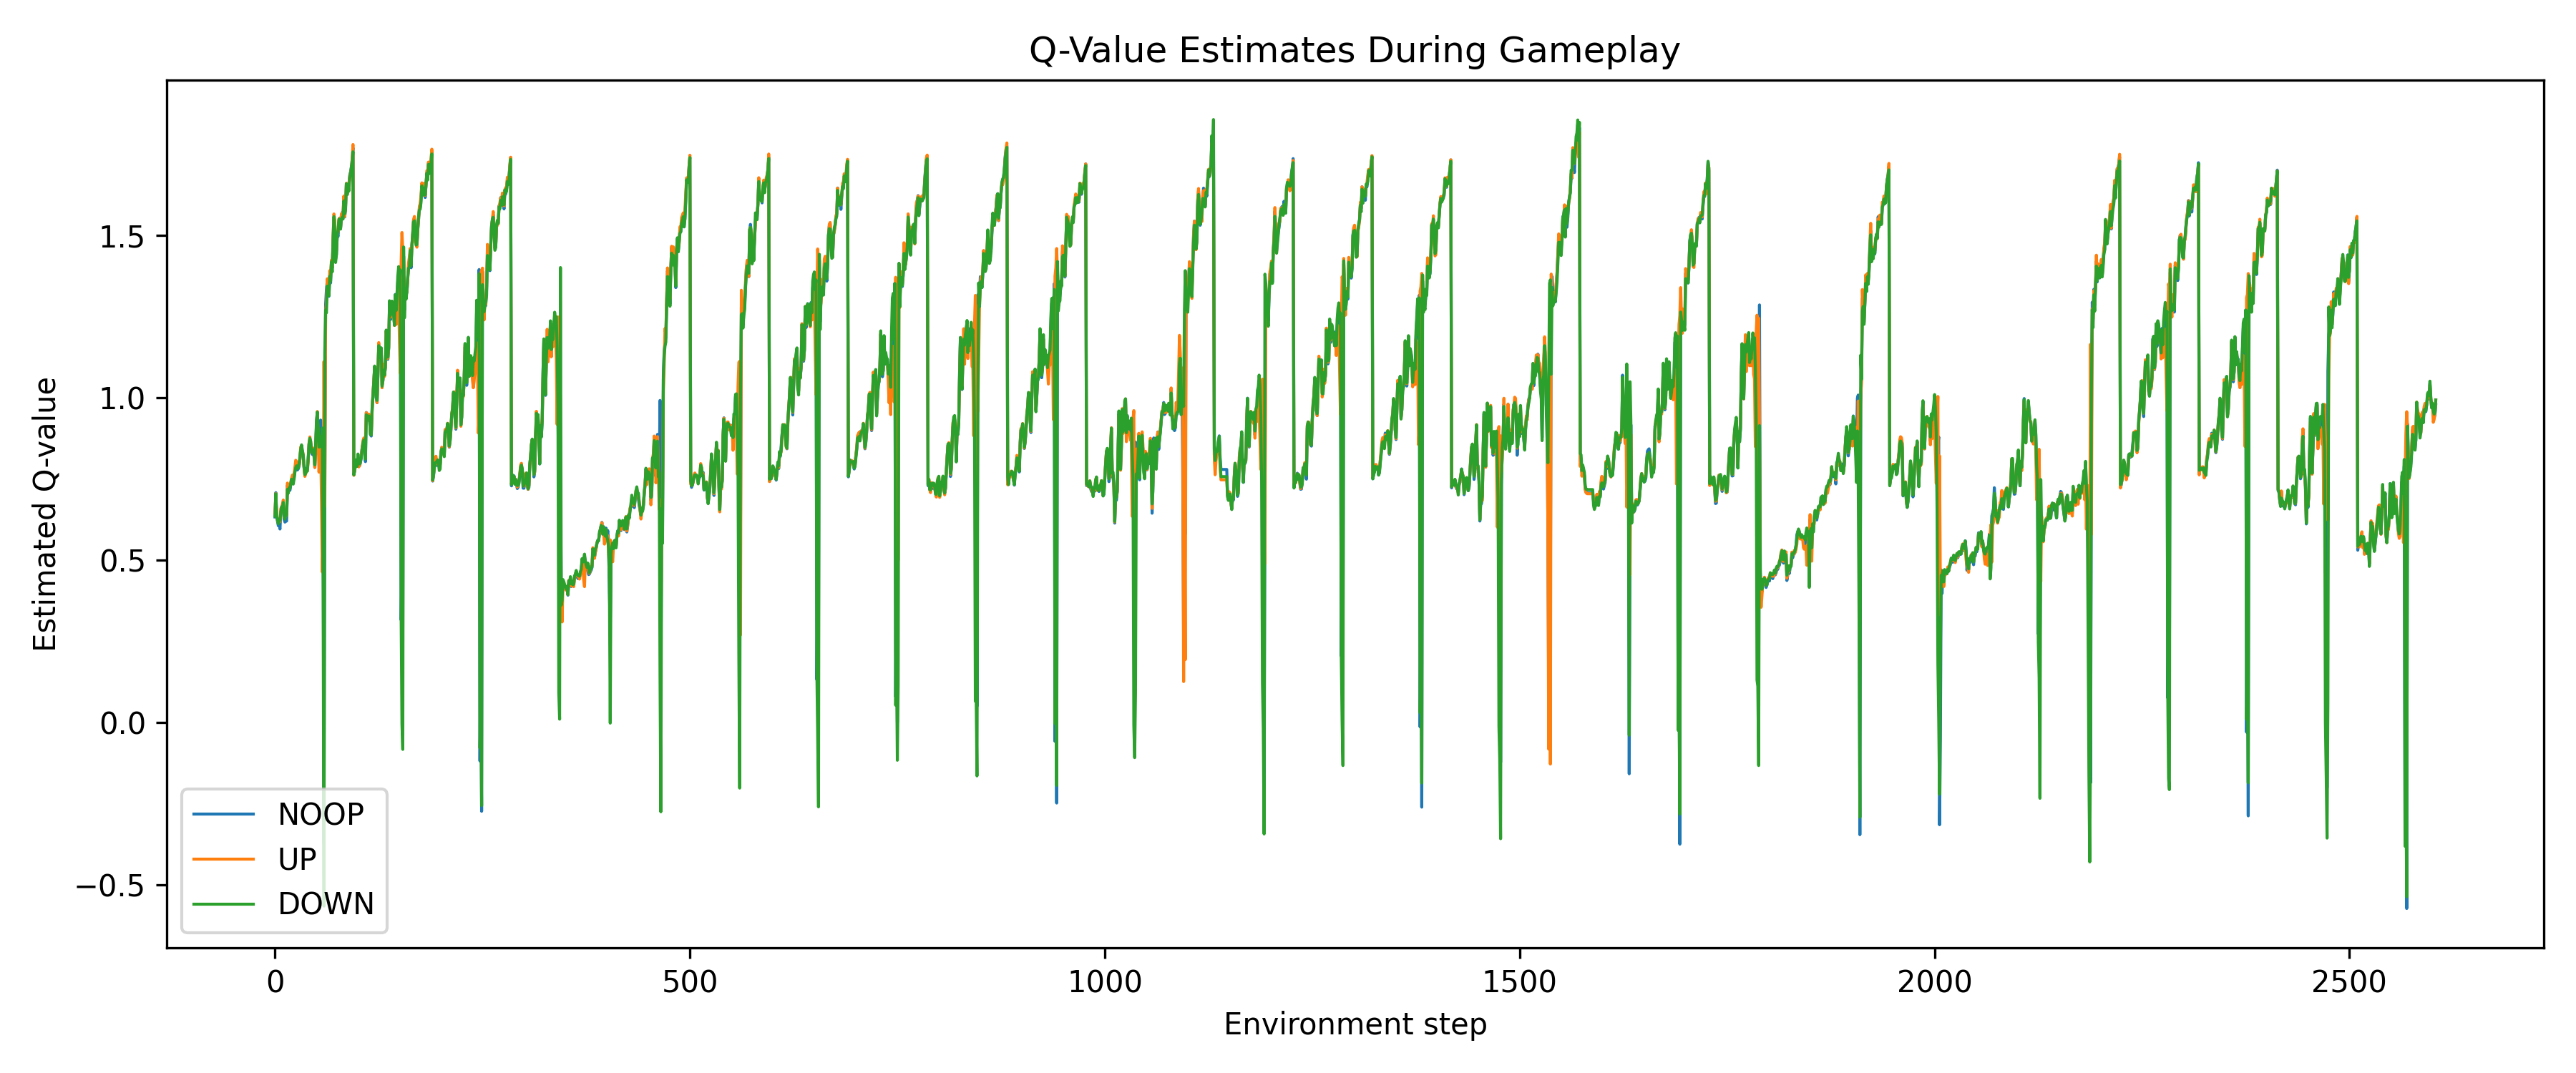 Q-Value Estimates During Gameplay
Estimated Q-value
1.5
1.0
0.5
0.0
−0.5
NOOP
UP
DOWN
0
500
1000
1500
2000
2500
Environment step